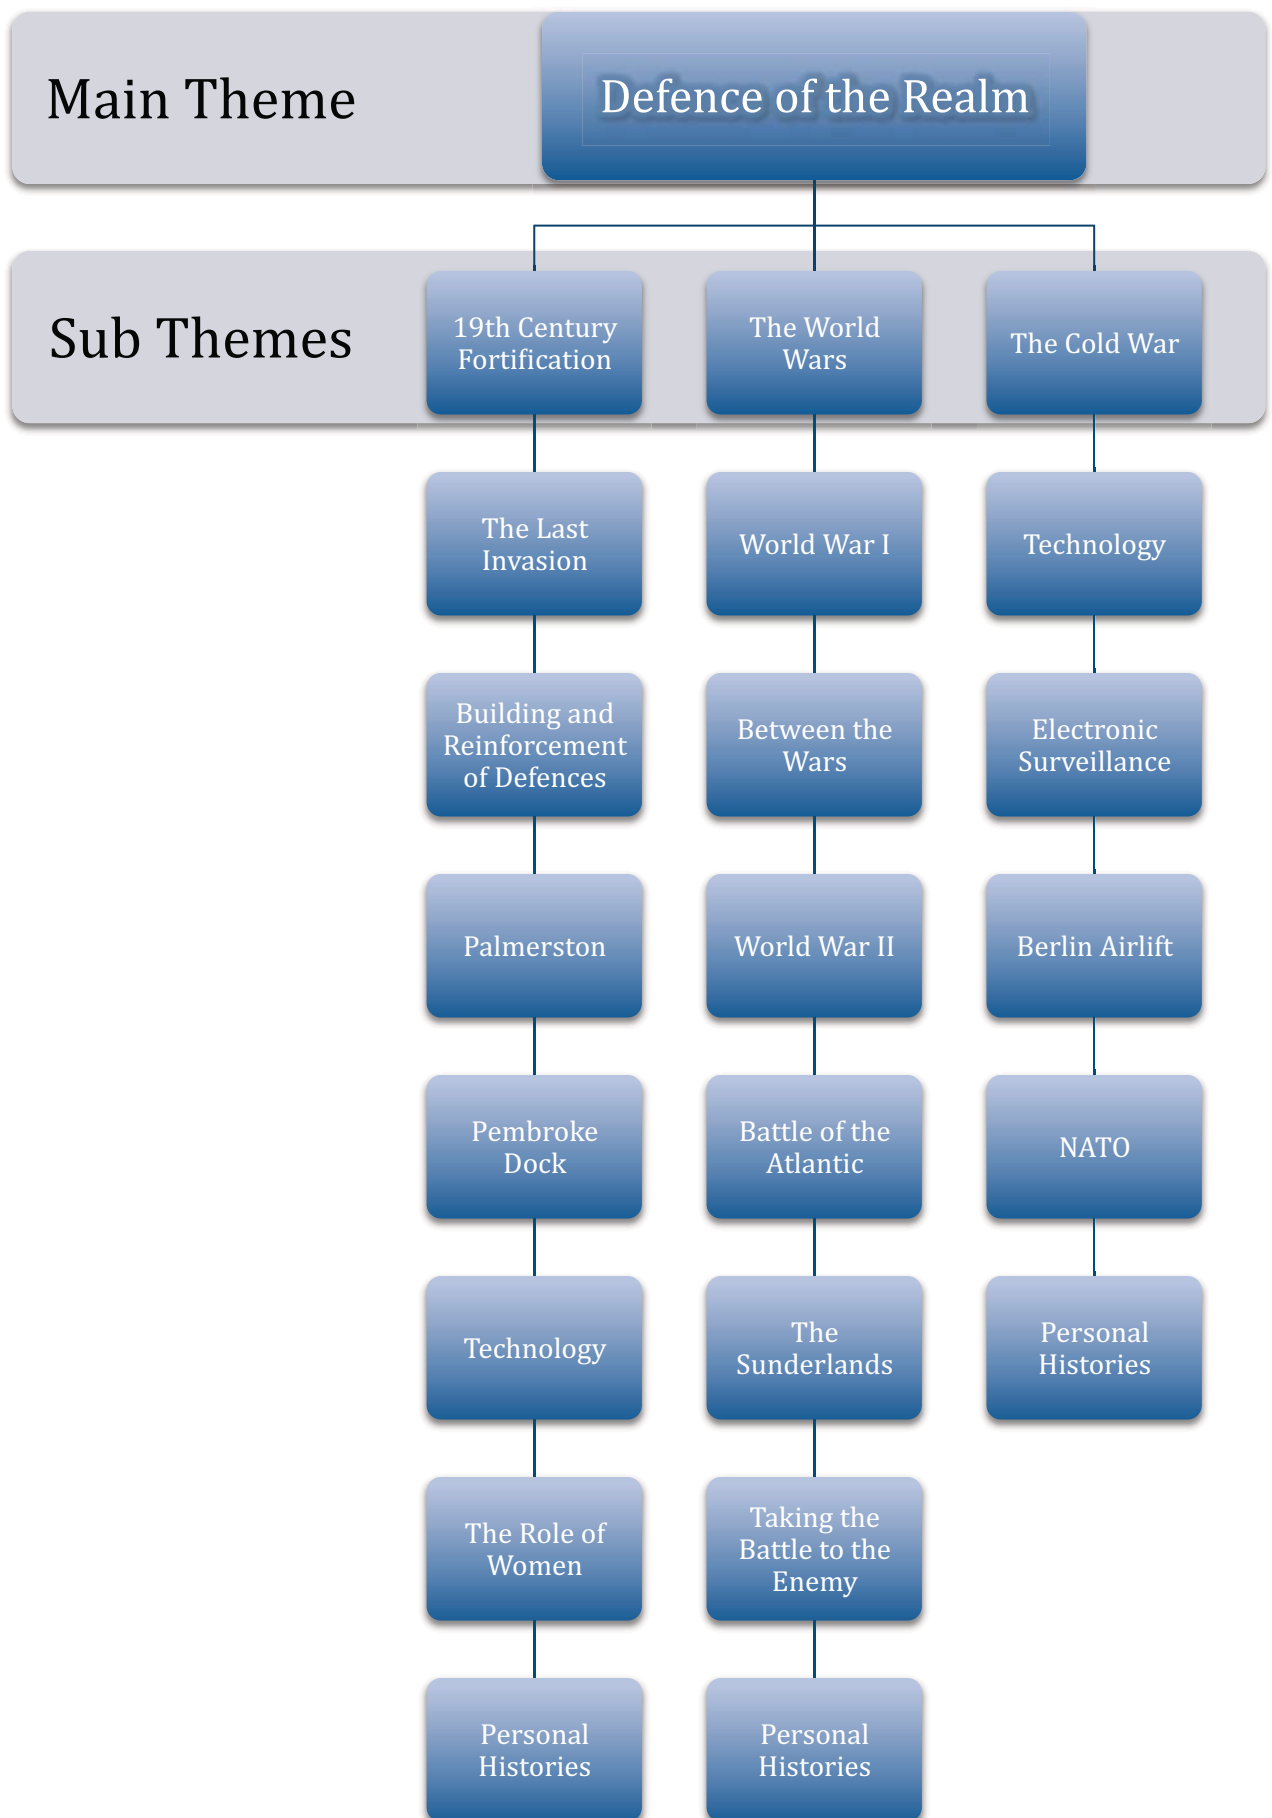 Main Theme
Defence of the Realm
Sub Themes
19th Century
Fortification
The World
Wars
The Cold War
The Last
Invasion
World War I
Technology
Building and
Reinforcement
of Defences
Between the
Wars
Electronic
Surveillance
Palmerston
World War II
Berlin Airlift
Pembroke
Dock
Battle of the
Atlantic
NATO
Technology
The
Sunderlands
Personal
Histories
The Role of
Women
Taking the
Battle to the
Enemy
Personal
Histories
Personal
Histories